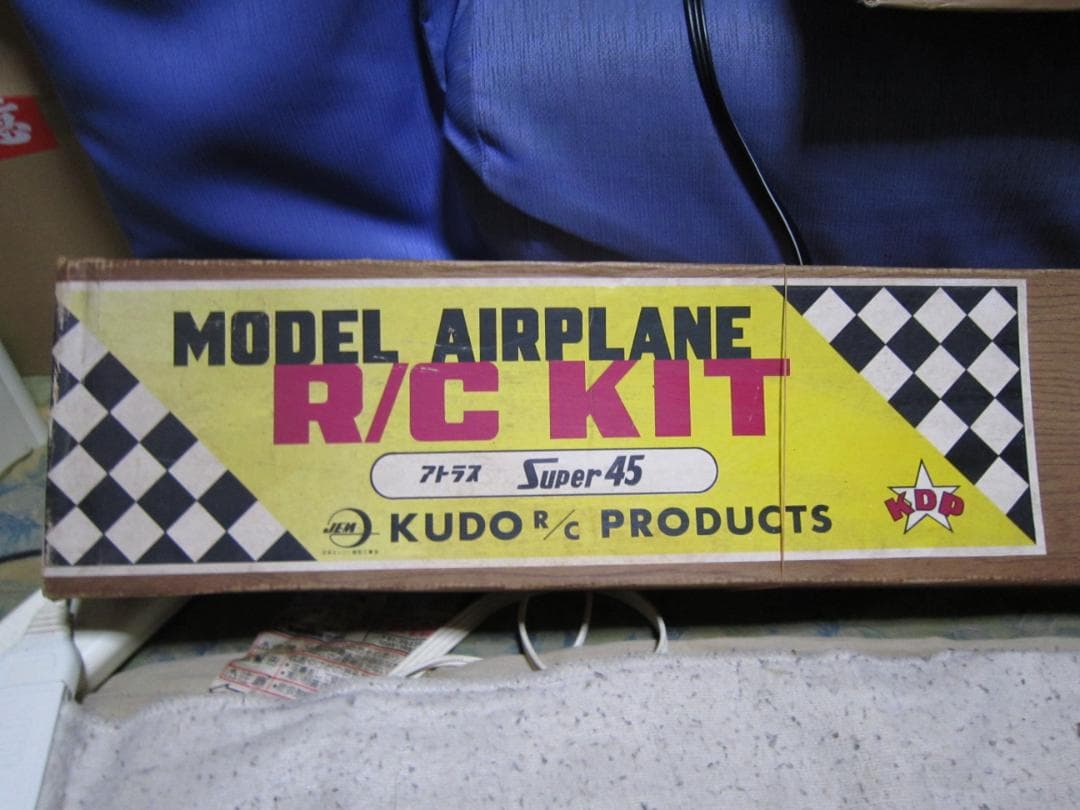 MODEL AIRPLANE
R/C KIT
アトラス Super 45
JEM
KUDO R/C PRODUCTS
KDP